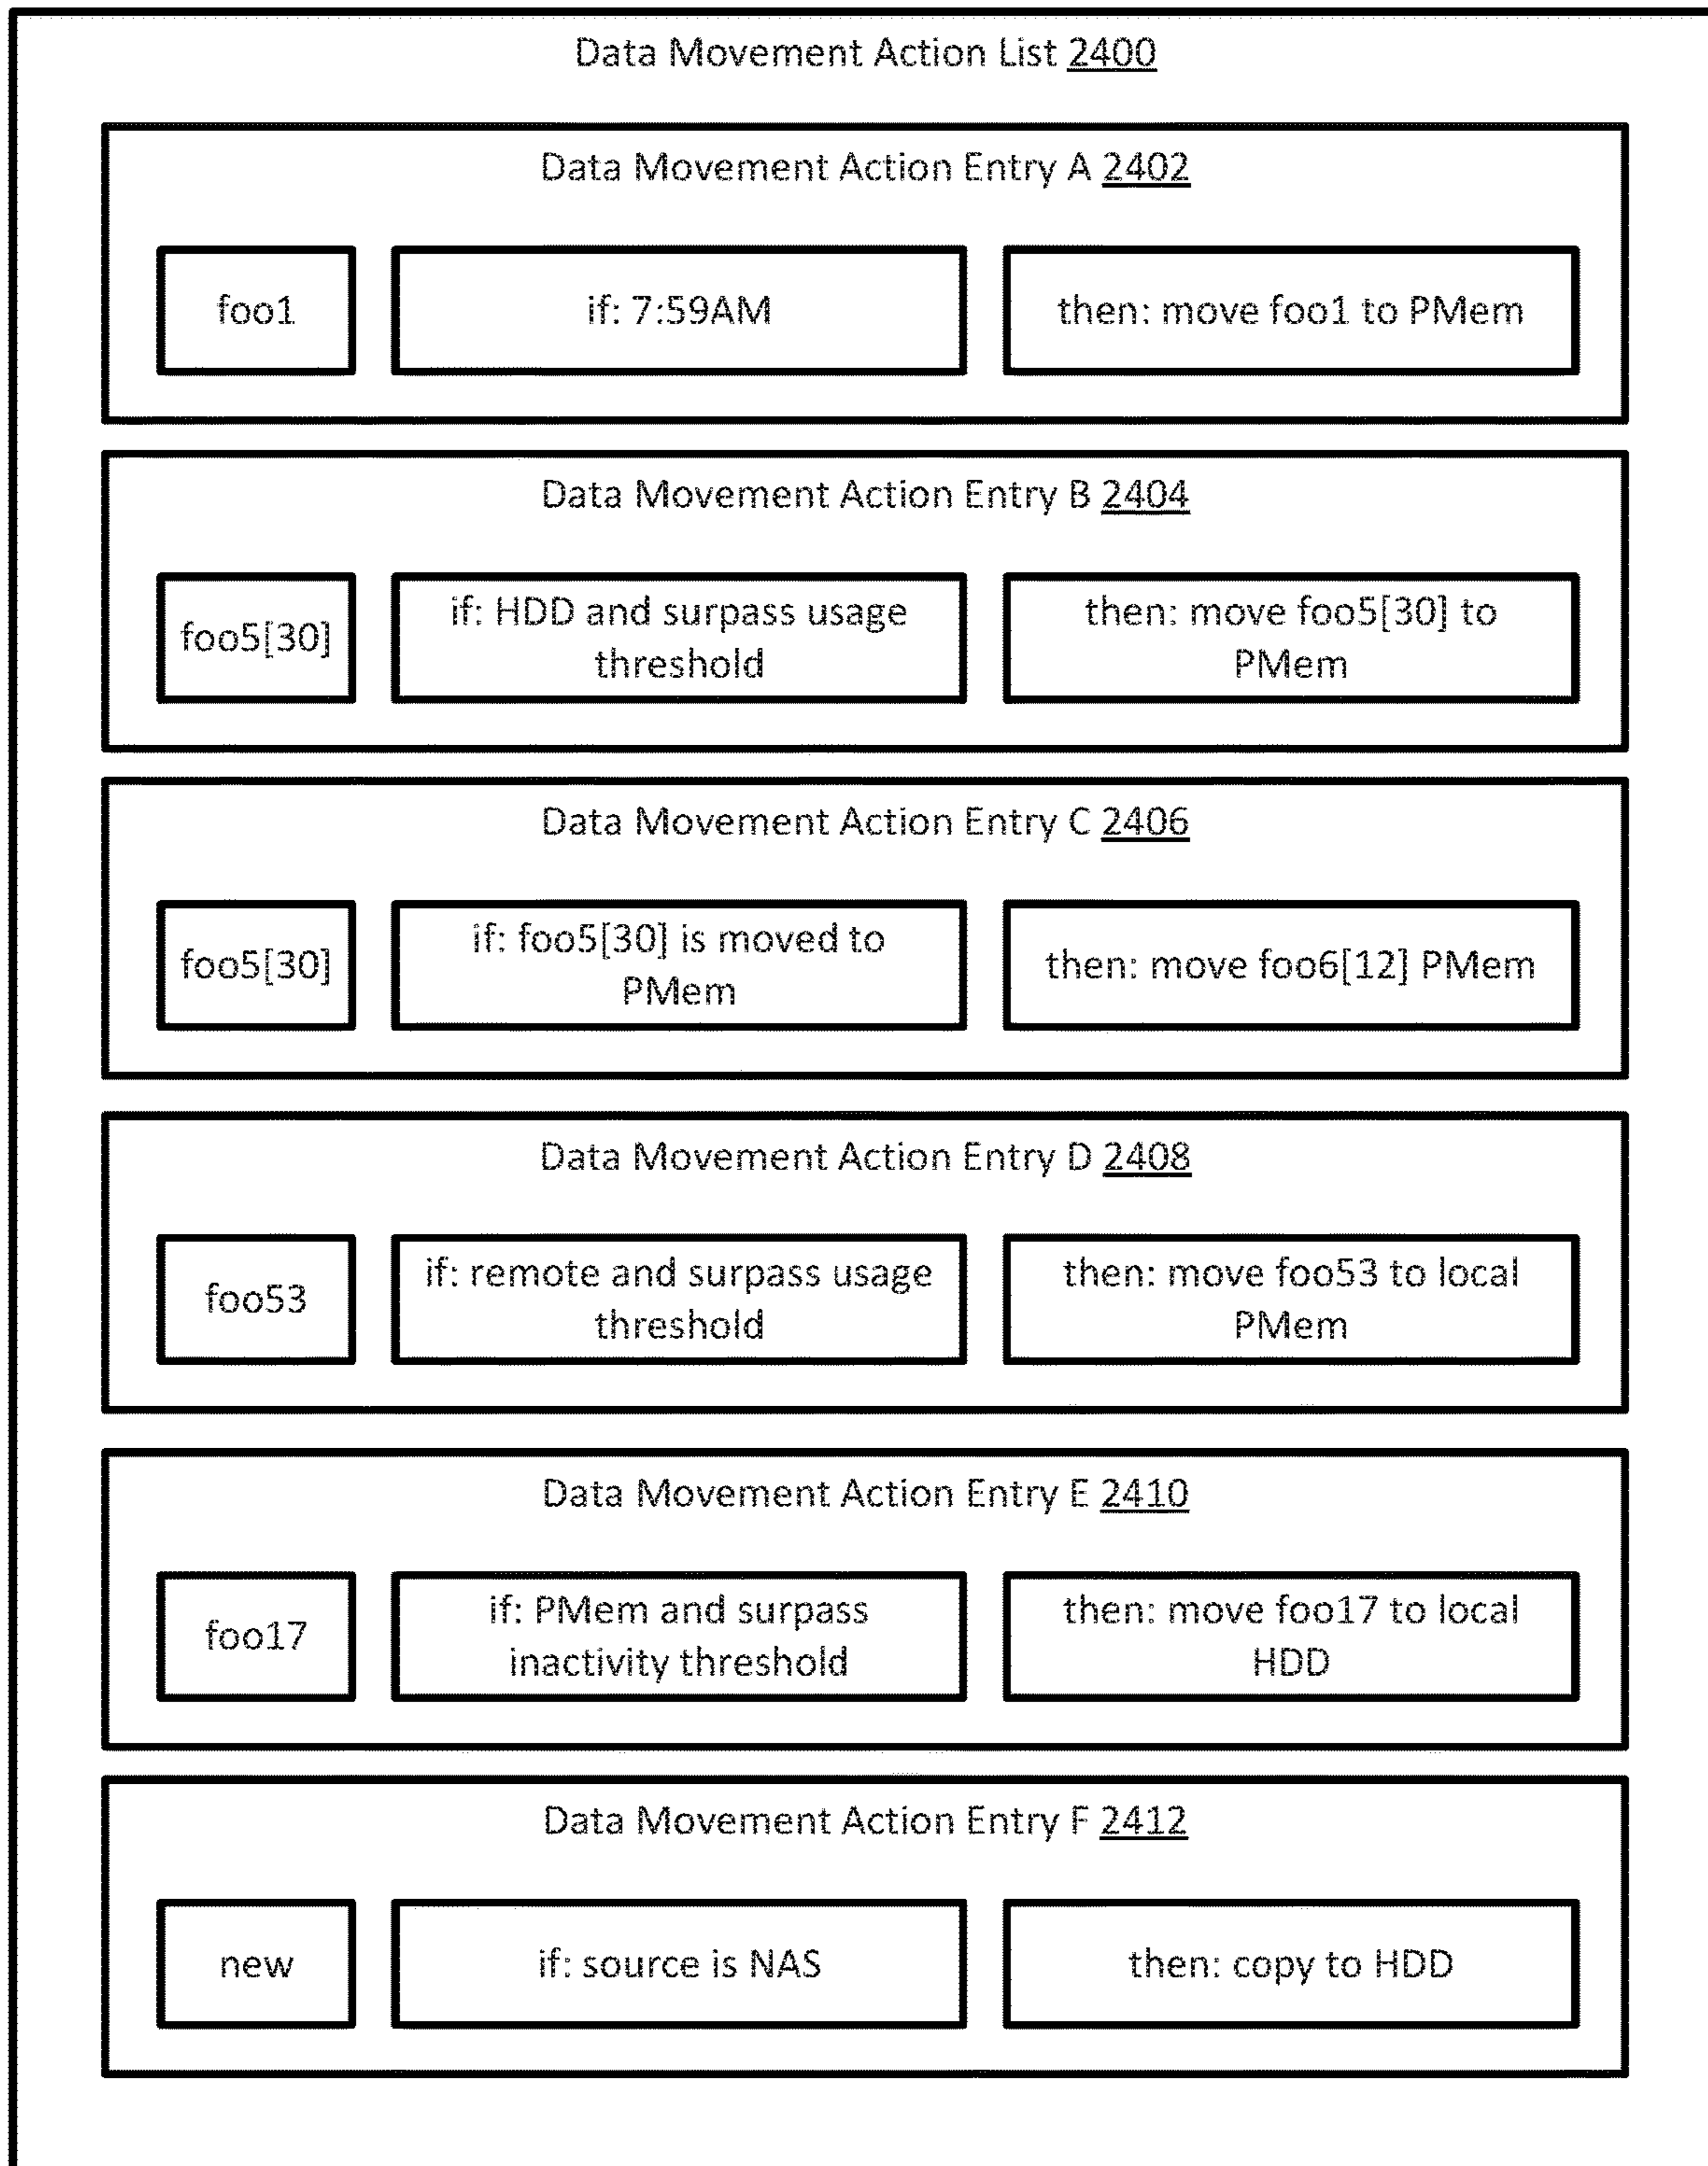 Data Movement Action List 2400
Data Movement Action Entry A 2402
foo1
if: 7:59AM
then: move foo1 to PMem
Data Movement Action Entry B 2404
foo5[30]
if: HDD and surpass usage
threshold
then: move foo5[30] to
PMem
Data Movement Action Entry C 2406
foo5[30]
if: foo5[30] is moved to
PMem
then: move foo6[12] PMem
Data Movement Action Entry D 2408
foo53
if: remote and surpass usage
threshold
then: move foo53 to local
PMem
Data Movement Action Entry E 2410
foo17
if: PMem and surpass
inactivity threshold
then: move foo17 to local
HDD
Data Movement Action Entry F 2412
new
if: source is NAS
then: copy to HDD